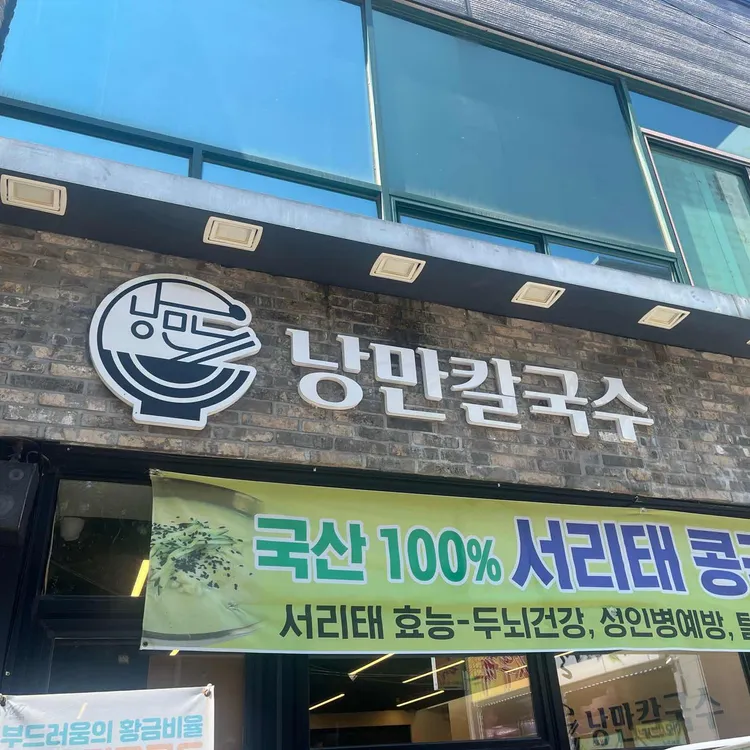 낭만칼국수
국산 100% 서리태 콩
서리태 효능-두뇌건강, 성인병예방,
부드러움의 황금비율
낭만칼국수